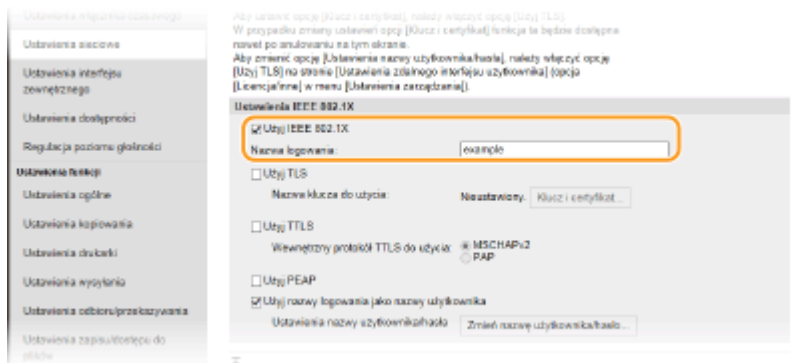 Ustawienia włącznika czasowego
Ustawienia sieciowe
Ustawienia interfejsu
zewnętrznego
Ustawienia dostępności
Regulacja poziomu głośności
Ustawienia funkcji
Ustawienia ogólne
Ustawienia kopiowania
Ustawienia drukarki
Ustawienia wysyłania
Ustawienia odbioru/przekazywania
Ustawienia zapisu/dostępu do
plików
Aby ustawić opcję [Klucz i certyfikat], należy włączyć opcję [Użyj TLS].
W przypadku zmiany ustawień opcji [Klucz i certyfikat] funkcja ta będzie dostępna
nawet po anulowaniu na tym ekranie.
Aby zmienić opcję [Ustawienia nazwy użytkownika/hasła], należy włączyć opcję
[Użyj TLS] na stronie [Ustawienia zdalnego interfejsu użytkownika] (opcja
[Licencja/inne] w menu [Ustawienia zarządzania]).
Ustawienia IEEE 802.1X
Użyj IEEE 802.1X
Nazwa logowania: example
Użyj TLS
Nazwa klucza do użycia: Nieustawiony. Klucz i certyfikat...
Użyj TTLS
Wewnętrzny protokół TTLS do użycia: MSCHAPv2
PAP
Użyj PEAP
Użyj nazwy logowania jako nazwy użytkownika
Ustawienia nazwy użytkownika/hasła: Zmień nazwę użytkownika/hasło...